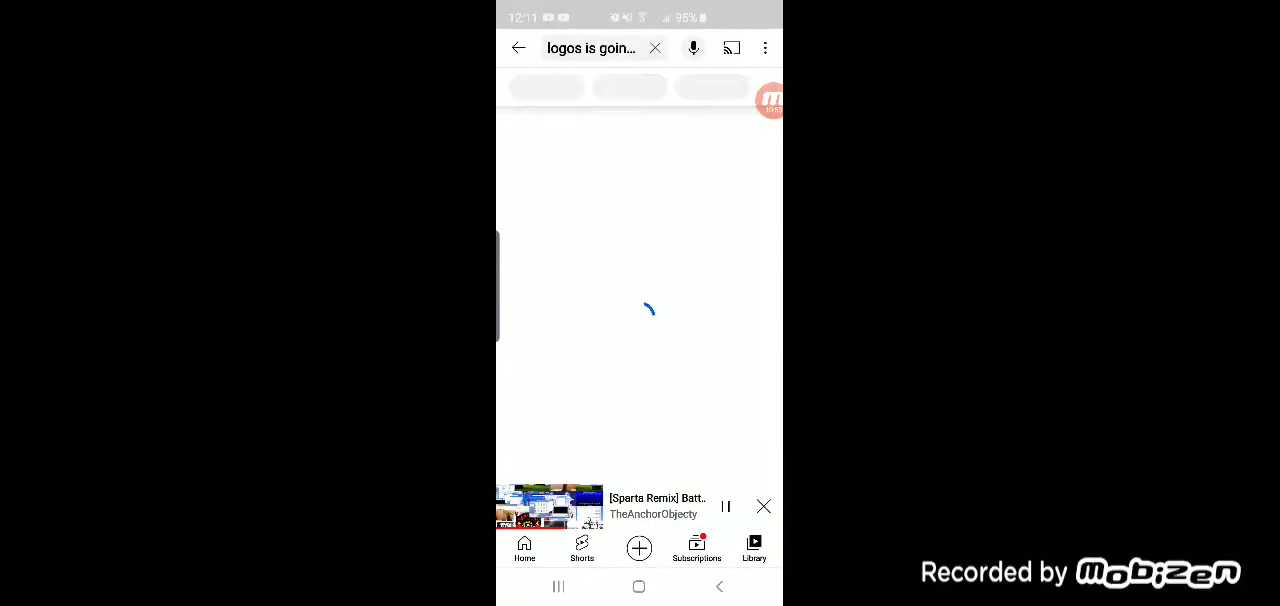 12:11 95%
logos is goin...
[Sparta Remix] Batt..
TheAnchorObjecty
Home Shorts Subscriptions Library
Recorded by mobizen